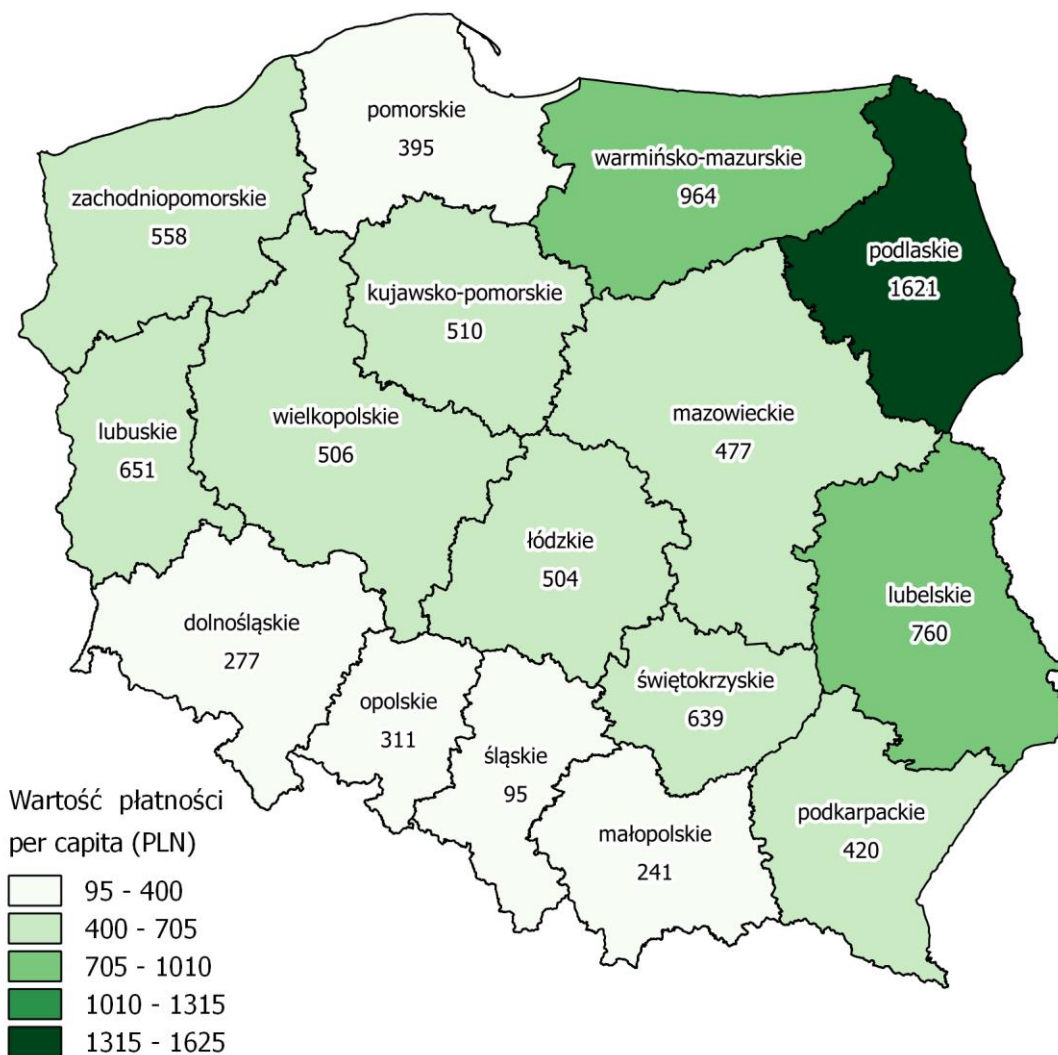 pomorskie
395
warmińsko-mazurskie
964
zachodniopomorskie
558
podlaskie
1621
kujawsko-pomorskie
510
wielkopolskie
506
mazowieckie
477
lubuskie
651
łódzkie
504
lubelskie
760
dolnośląskie
277
opolskie
311
śląskie
95
świętokrzyskie
639
małopolskie
241
podkarpackie
420
Wartość płatności
per capita (PLN)
95 - 400
400 - 705
705 - 1010
1010 - 1315
1315 - 1625